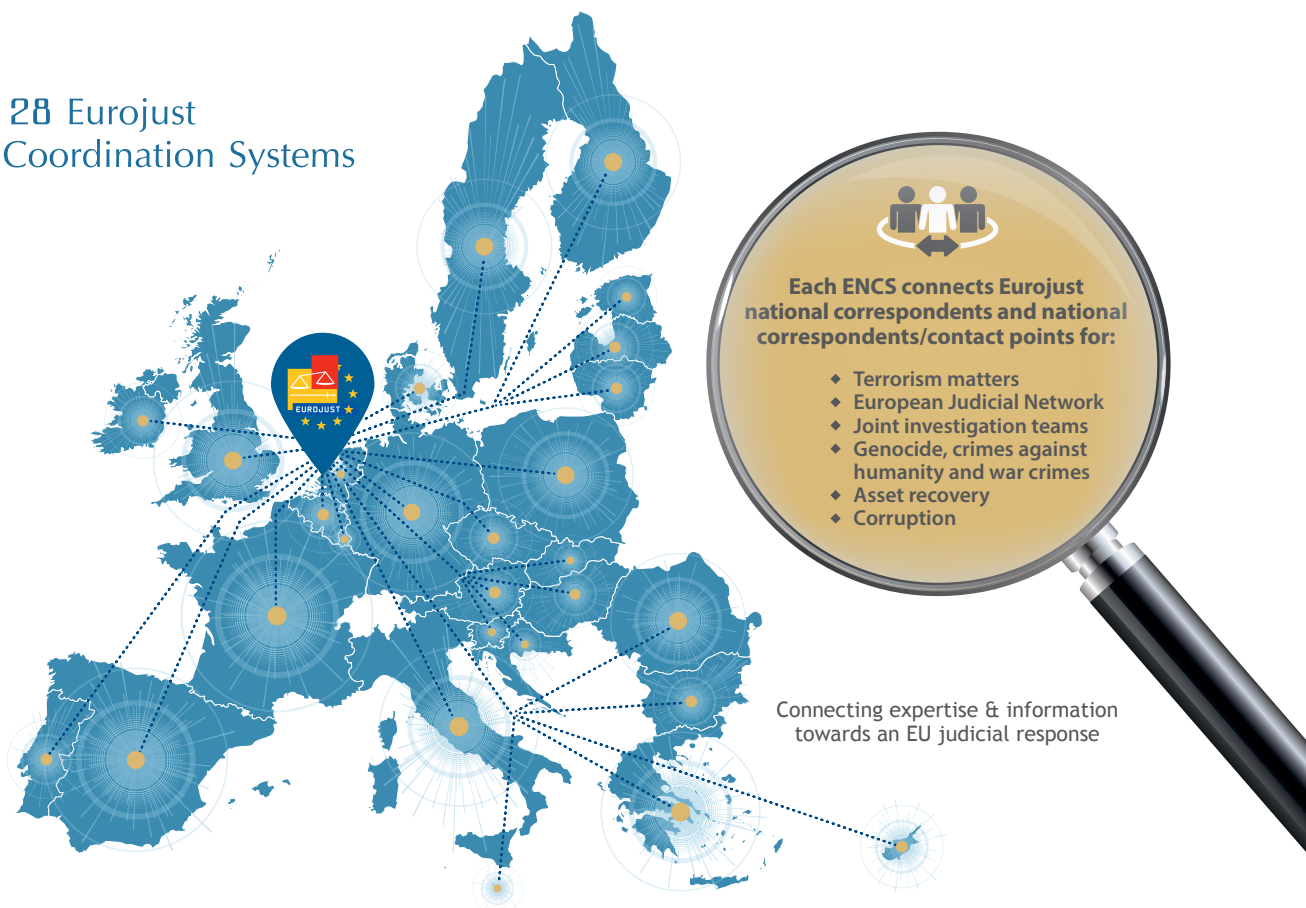 28 Eurojust
Coordination Systems
EUROJUST
Each ENCS connects Eurojust
national correspondents and national
correspondents/contact points for:
◆ Terrorism matters
◆ European Judicial Network
◆ Joint investigation teams
◆ Genocide, crimes against
humanity and war crimes
◆ Asset recovery
◆ Corruption
Connecting expertise & information
towards an EU judicial response